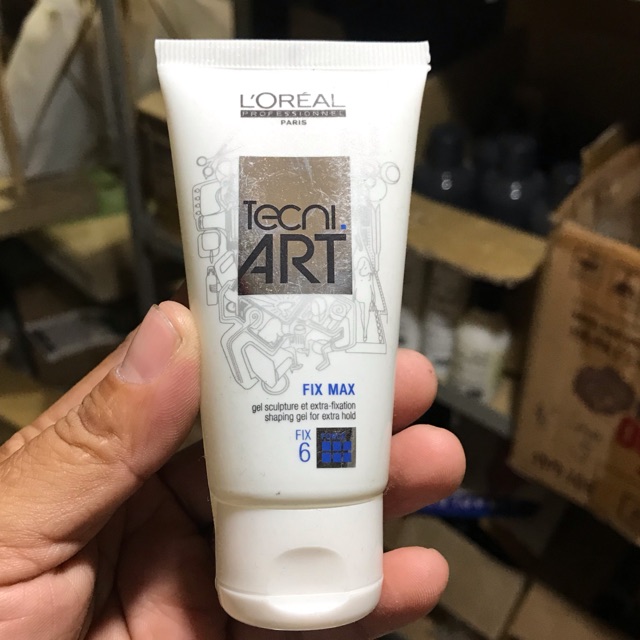 L'ORÉAL
PROFESSIONNEL
PARIS
Tecni.
ART
FIX MAX
gel sculpture et extra-fixation
shaping gel for extra hold
FIX
6